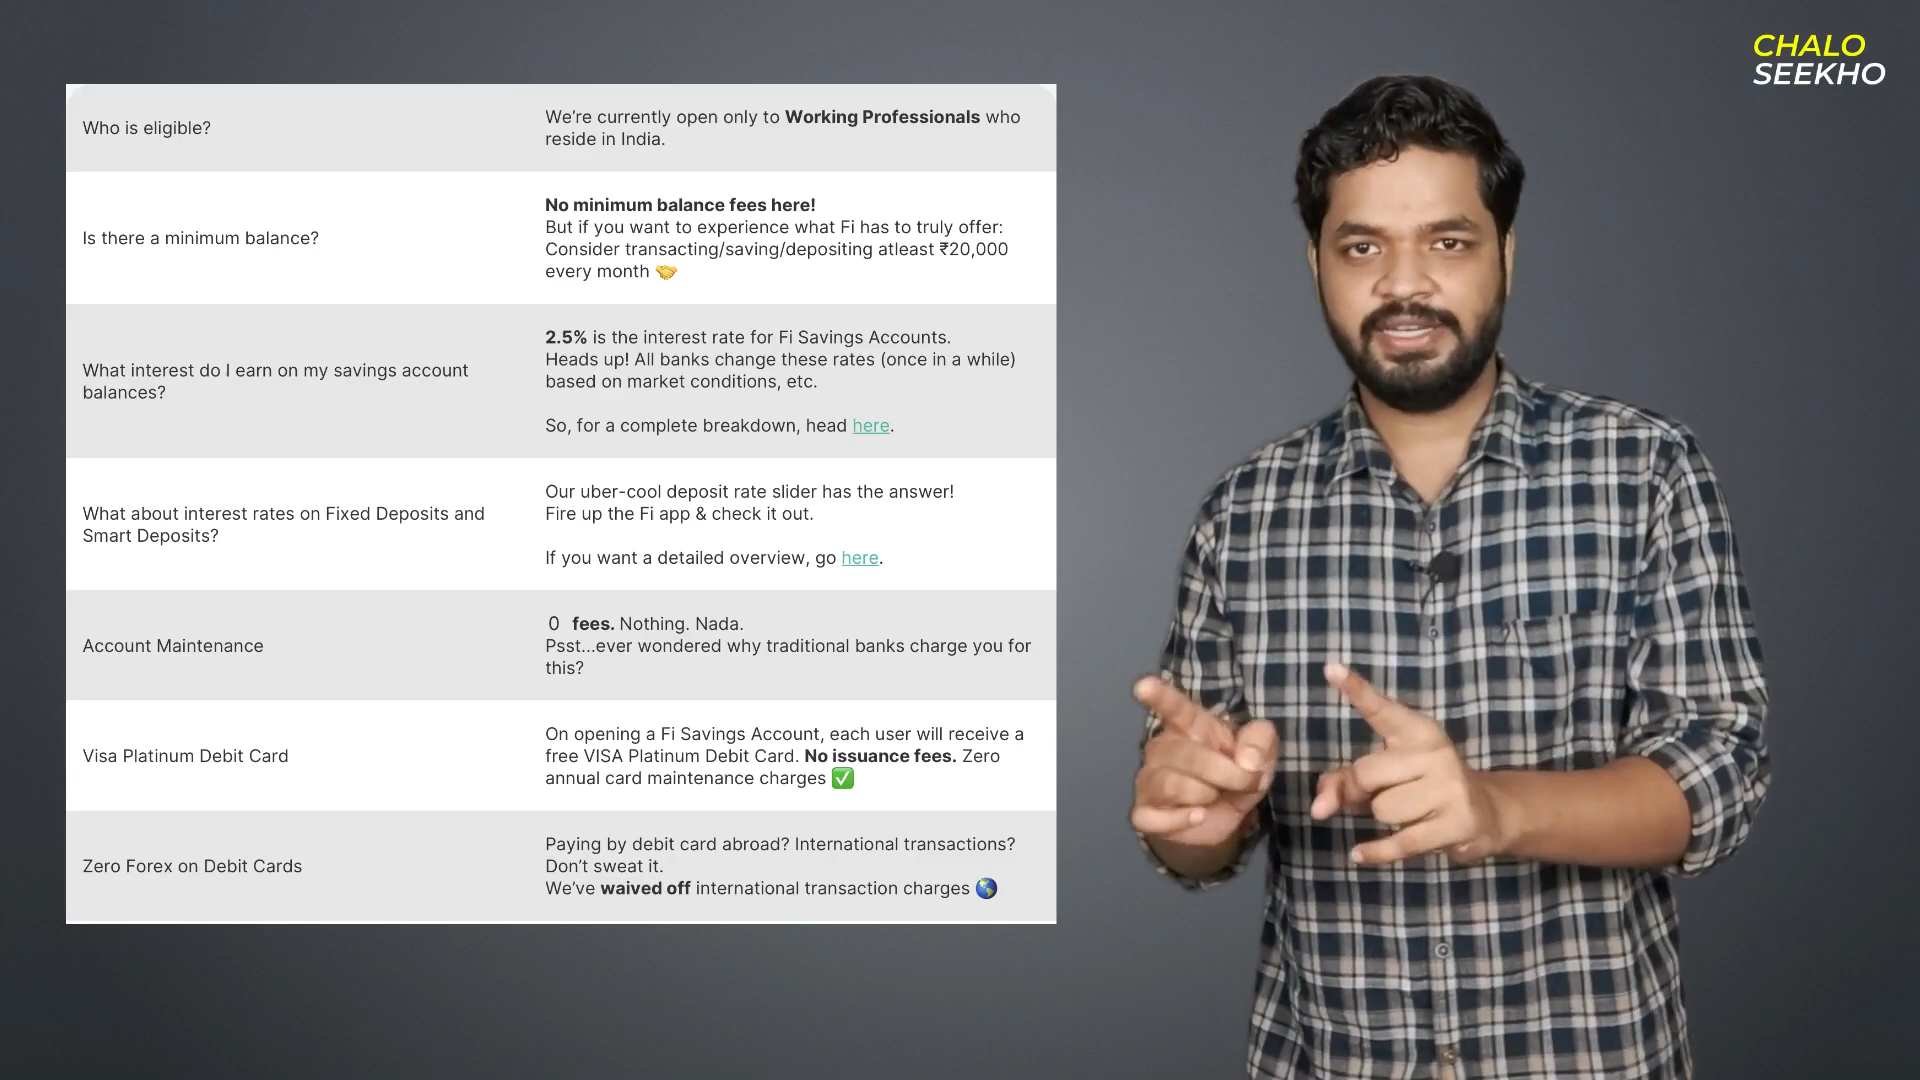 CHALO
SEEKHO
Who is eligible?
We're currently open only to Working Professionals who
reside in India.
Is there a minimum balance?
No minimum balance fees here!
But if you want to experience what Fi has to truly offer:
Consider transacting/saving/depositing atleast ₹20,000
every month 🤝
What interest do I earn on my savings account
balances?
2.5% is the interest rate for Fi Savings Accounts.
Heads up! All banks change these rates (once in a while)
based on market conditions, etc.
So, for a complete breakdown, head here.
What about interest rates on Fixed Deposits and
Smart Deposits?
Our uber-cool deposit rate slider has the answer!
Fire up the Fi app & check it out.
If you want a detailed overview, go here.
Account Maintenance
0 fees. Nothing. Nada.
Psst...ever wondered why traditional banks charge you for
this?
Visa Platinum Debit Card
On opening a Fi Savings Account, each user will receive a
free VISA Platinum Debit Card. No issuance fees. Zero
annual card maintenance charges ✅
Zero Forex on Debit Cards
Paying by debit card abroad? International transactions?
Don't sweat it.
We've waived off international transaction charges 🌎